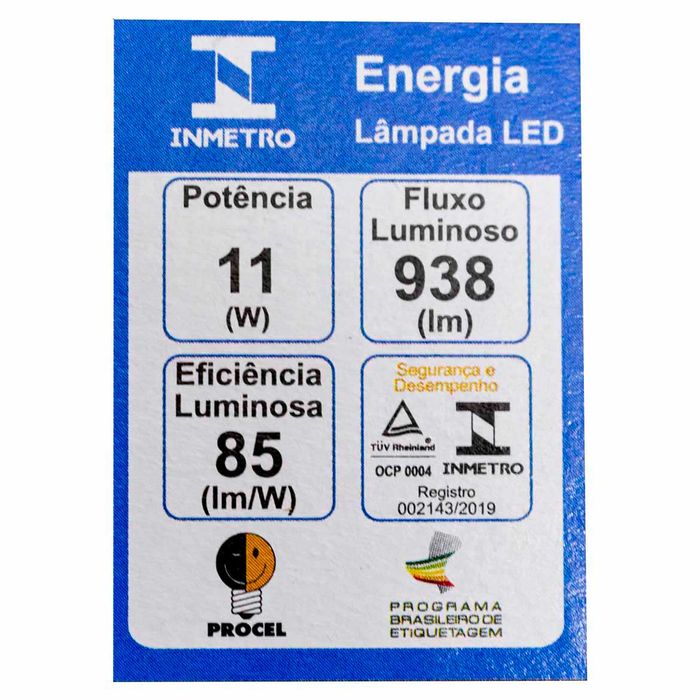 INMETRO
Energia
Lâmpada LED
Potência
11
(W)
Fluxo
Luminoso
938
(lm)
Eficiência
Luminosa
85
(lm/W)
Segurança e
Desempenho
TÜV Rheinland
OCP 0004
INMETRO
Registro
002143/2019
PROCEL
PROGRAMA
BRASILEIRO DE
ETIQUETAGEM